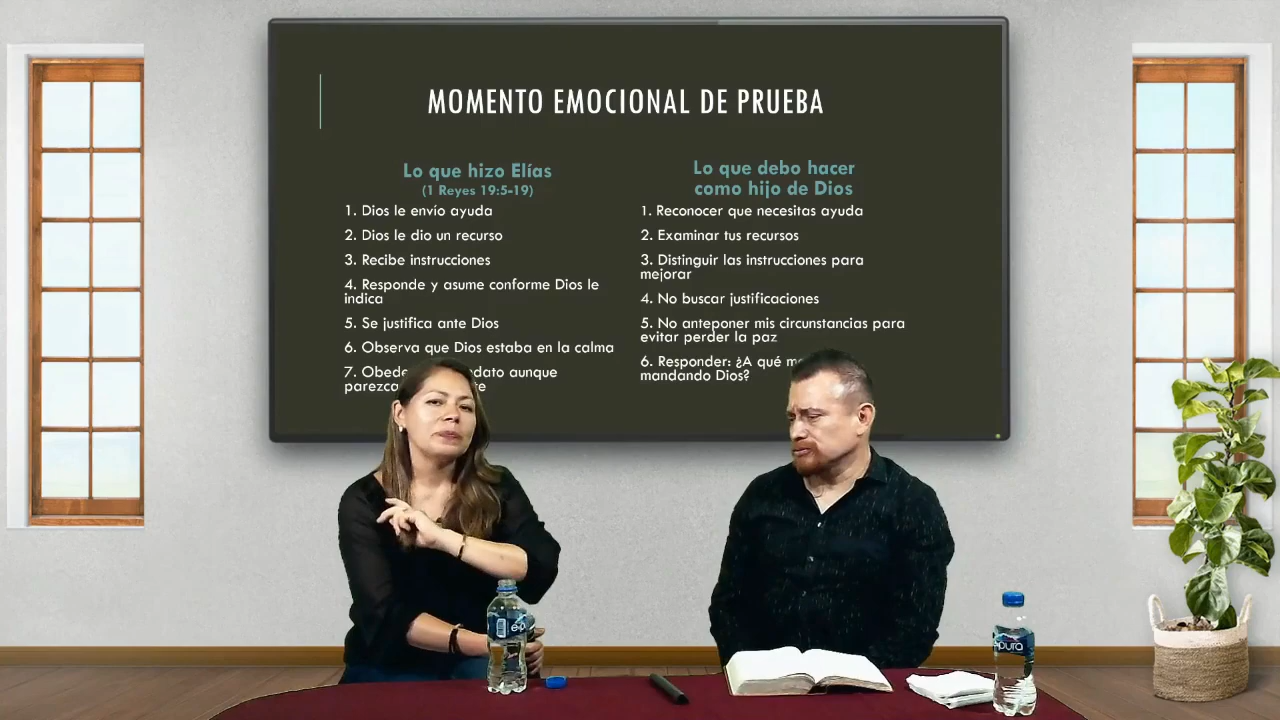 MOMENTO EMOCIONAL DE PRUEBA
Lo que hizo Elías
(1 Reyes 19:5-19)
1. Dios le envío ayuda
2. Dios le dio un recurso
3. Recibe instrucciones
4. Responde y asume conforme Dios le
indica
5. Se justifica ante Dios
6. Observa que Dios estaba en la calma
7. aunque
Lo que debo hacer
como hijo de Dios
1. Reconocer que necesitas ayuda
2. Examinar tus recursos
3. Distinguir las instrucciones para
mejorar
4. No buscar justificaciones
5. No anteponer mis circunstancias para
evitar perder la paz
6. Responder: ¿A qué
mandando Dios?
epura